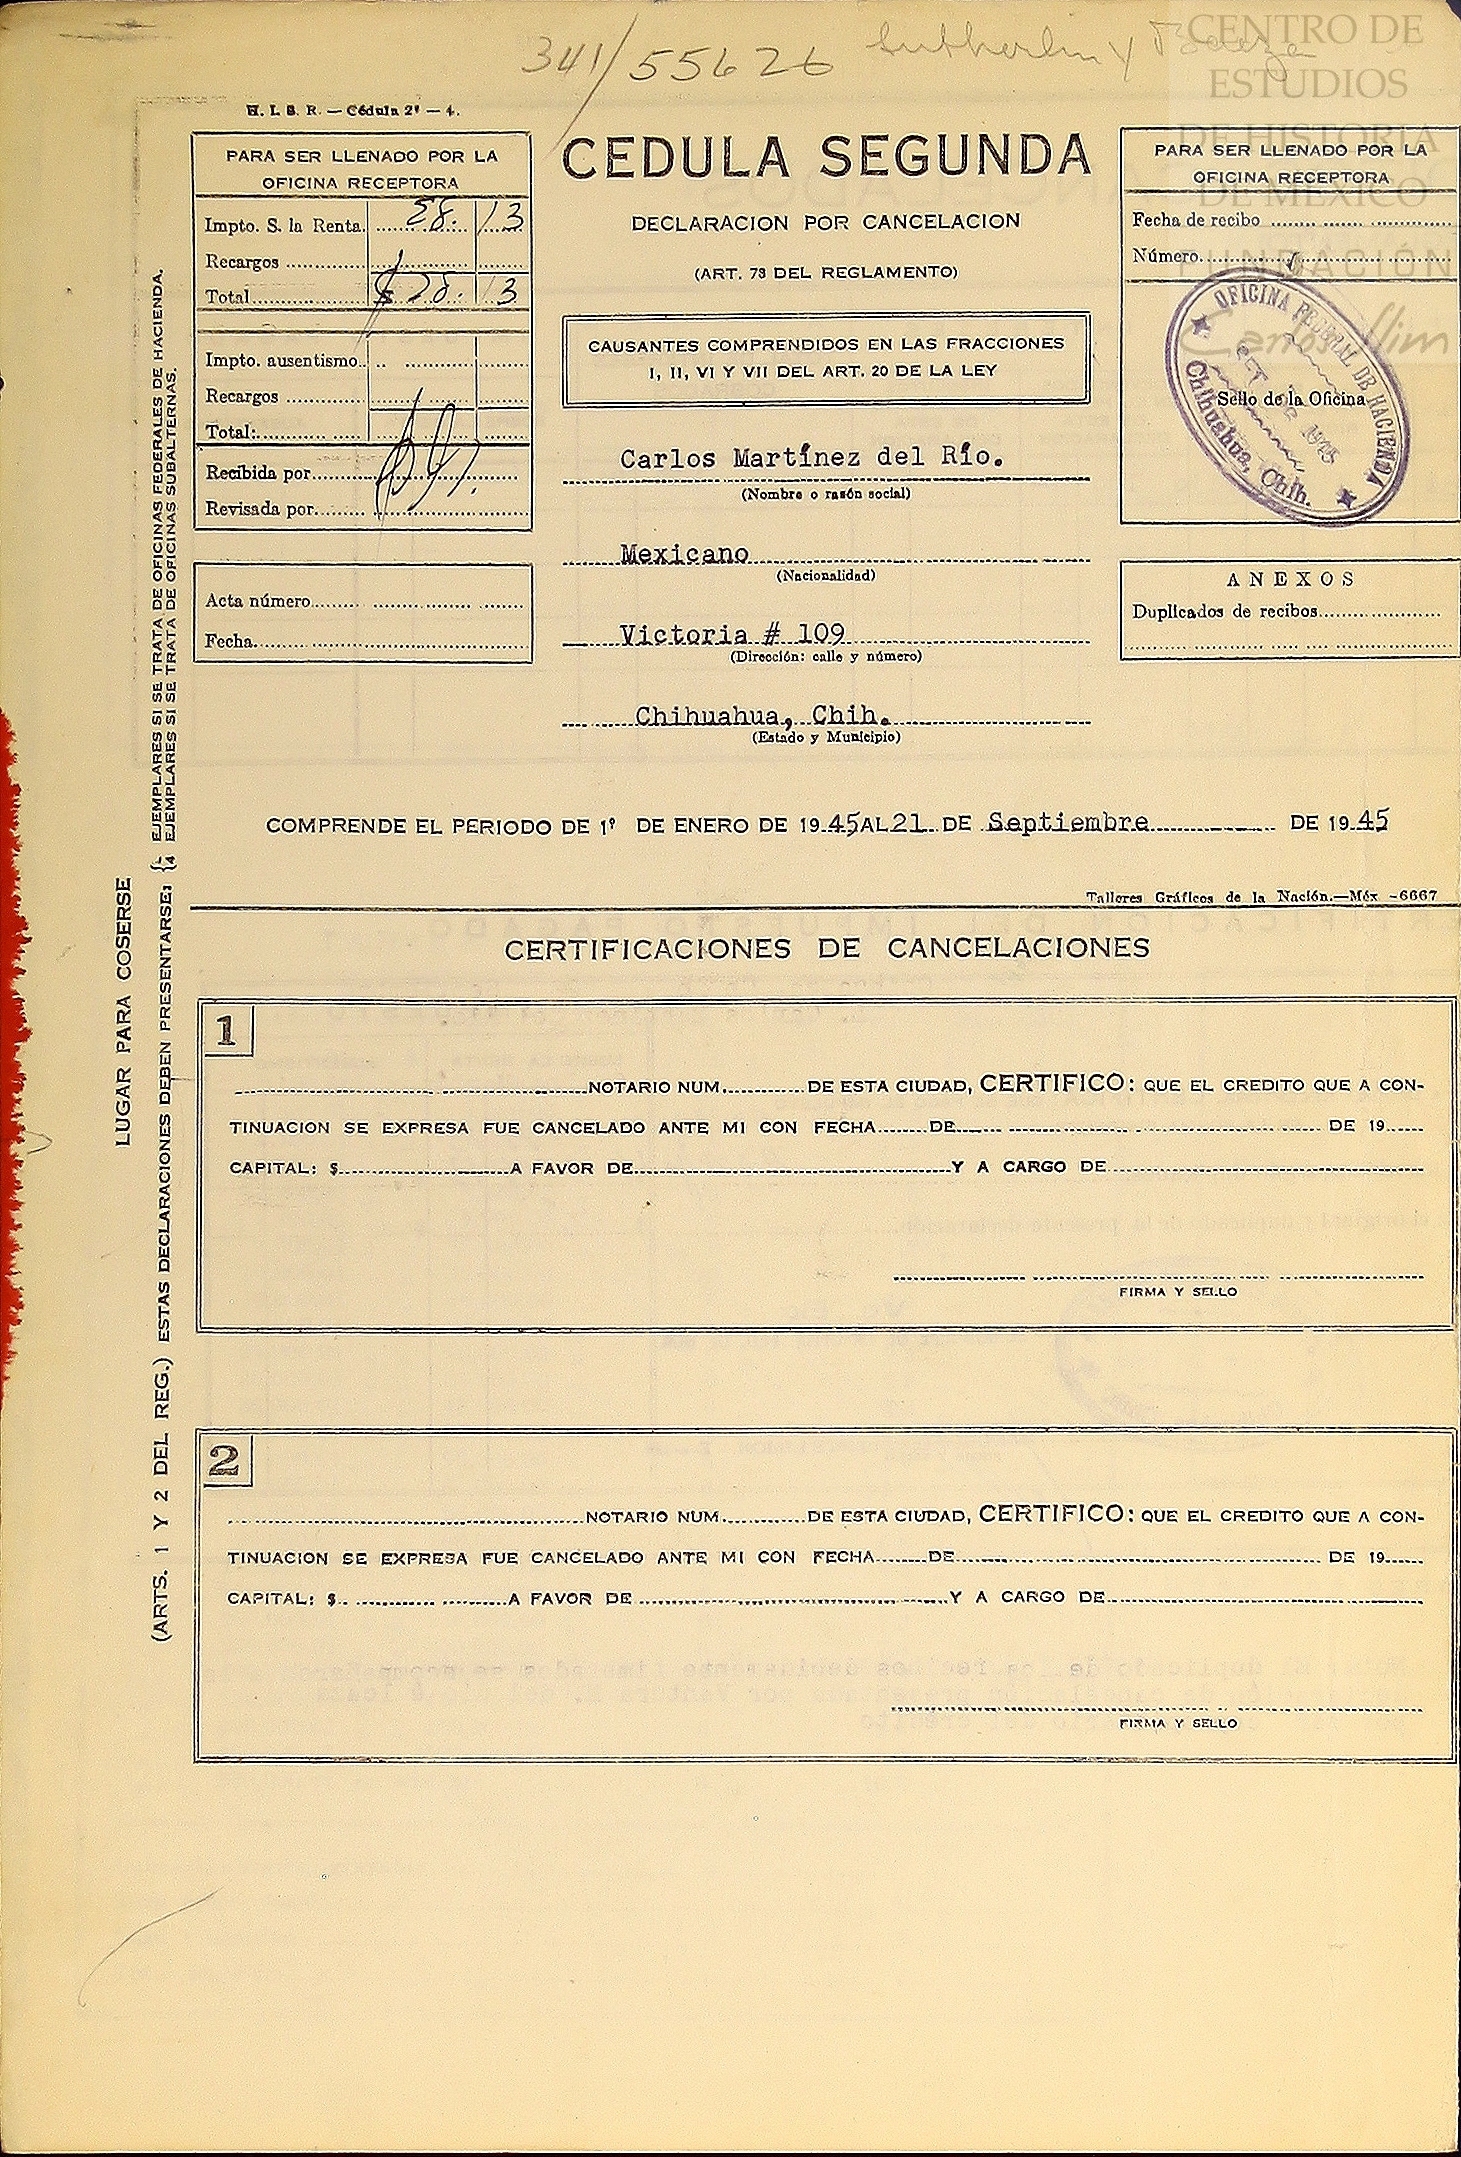 341/55626 Sutherlin y Baeza
CENTRO DE
ESTUDIOS
DE HISTORIA
DE MEXICO
FUNDACIÓN
Carlos Slim
H. I. S. R. — Cédula 2ª — 4.
PARA SER LLENADO POR LA
OFICINA RECEPTORA
Impto. S. la Renta. 28. 13
Recargos
Total $ 28. 13
Impto. ausentismo
Recargos
Total:
Recibida por
Revisada por
Acta número
Fecha
CEDULA SEGUNDA
DECLARACION POR CANCELACION
(ART. 73 DEL REGLAMENTO)
CAUSANTES COMPRENDIDOS EN LAS FRACCIONES
I, II, VI Y VII DEL ART. 20 DE LA LEY
Carlos Martínez del Río.
(Nombre o rasón social)
Mexicano
(Nacionalidad)
Victoria # 109
(Dirección: calle y número)
Chihuahua, Chih.
(Estado y Municipio)
PARA SER LLENADO POR LA
OFICINA RECEPTORA
Fecha de recibo
Número
OFICINA FEDERAL DE HACIENDA
Sello de la Oficina
1945
Chihuahua, Chih.
ANEXOS
Duplicados de recibos
COMPRENDE EL PERIODO DE 1º DE ENERO DE 1945 AL 21 DE Septiembre DE 1945
Talleres Gráficos de la Nación.—Méx -6667
CERTIFICACIONES DE CANCELACIONES
1
NOTARIO NUM. DE ESTA CIUDAD, CERTIFICO: QUE EL CREDITO QUE A CON-
TINUACION SE EXPRESA FUE CANCELADO ANTE MI CON FECHA DE DE 19
CAPITAL: $ A FAVOR DE Y A CARGO DE
FIRMA Y SELLO
2
NOTARIO NUM. DE ESTA CIUDAD, CERTIFICO: QUE EL CREDITO QUE A CON-
TINUACION SE EXPRESA FUE CANCELADO ANTE MI CON FECHA DE DE 19
CAPITAL: $ A FAVOR DE Y A CARGO DE
FIRMA Y SELLO
LUGAR PARA COSERSE
(ARTS. 1 Y 2 DEL REG.) ESTAS DECLARACIONES DEBEN PRESENTARSE:
EJEMPLARES SI SE TRATA DE OFICINAS FEDERALES DE HACIENDA.
4 EJEMPLARES SI SE TRATA DE OFICINAS SUBALTERNAS.